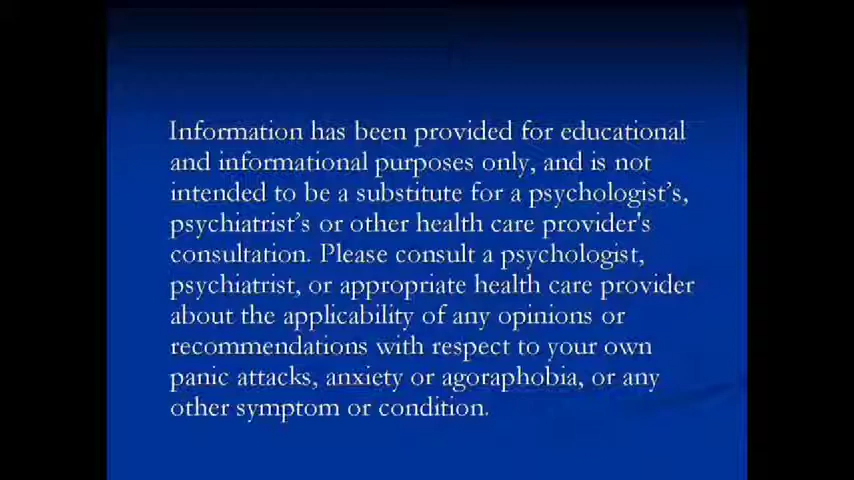 Information has been provided for educational
and informational purposes only, and is not
intended to be a substitute for a psychologist’s,
psychiatrist’s or other health care provider's
consultation. Please consult a psychologist,
psychiatrist, or appropriate health care provider
about the applicability of any opinions or
recommendations with respect to your own
panic attacks, anxiety or agoraphobia, or any
other symptom or condition.